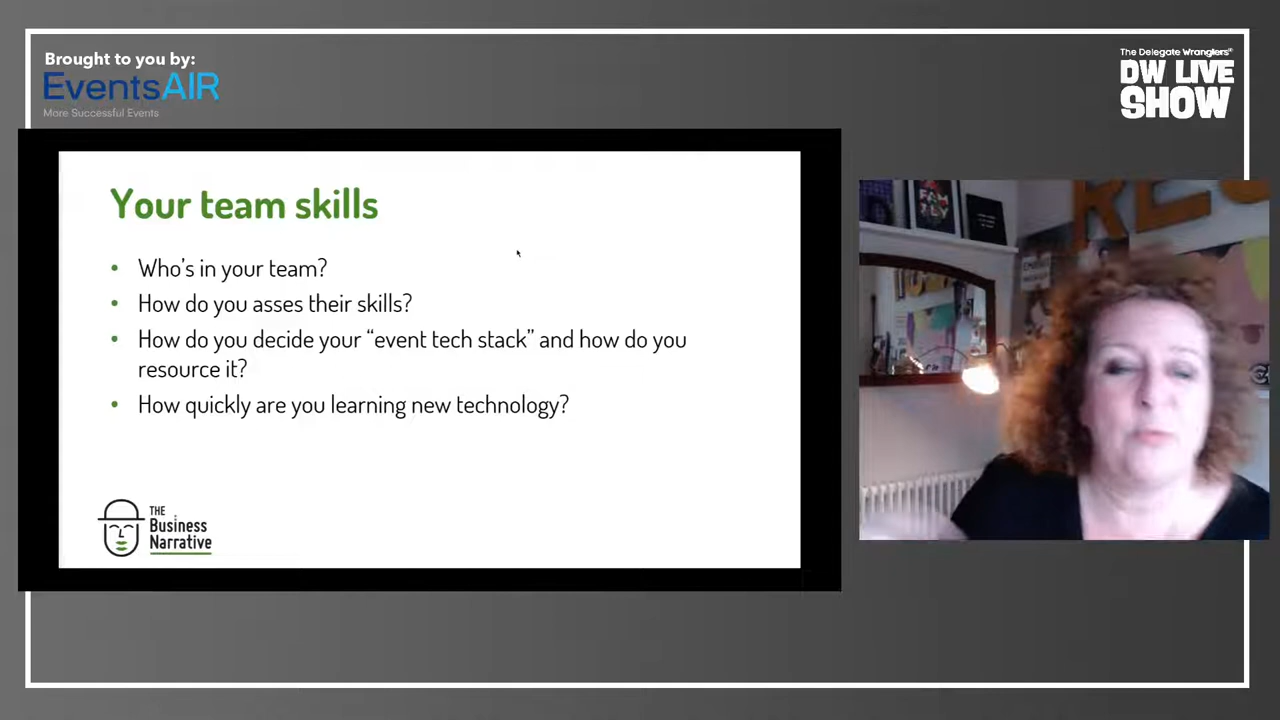 Brought to you by:
EventsAIR
More Successful Events
The Delegate Wranglers®
DW LIVE
SHOW
Your team skills
• Who's in your team?
• How do you asses their skills?
• How do you decide your “event tech stack” and how do you
resource it?
• How quickly are you learning new technology?
THE
Business
Narrative